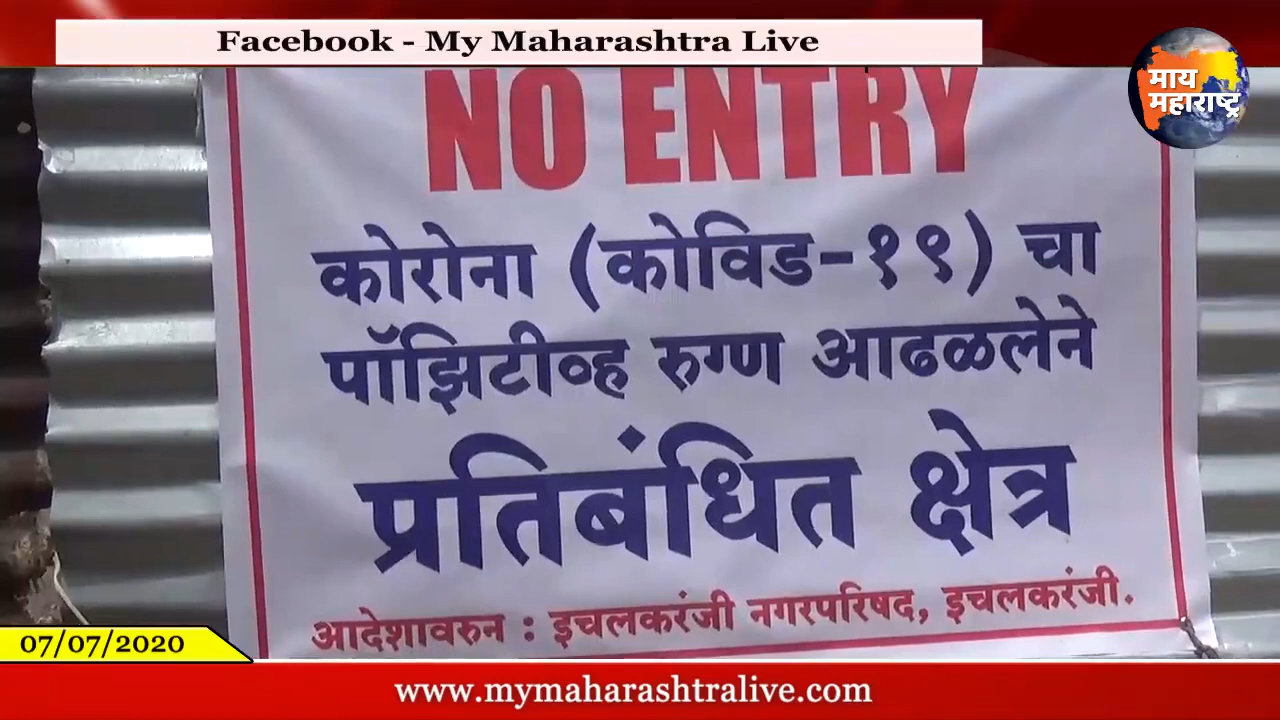 Facebook - My Maharashtra Live
माय
महाराष्ट्र
NO ENTRY
कोरोना (कोविड-१९) चा
पॉझिटीव्ह रुग्ण आढळलेने
प्रतिबंधित क्षेत्र
आदेशावरुन : इचलकरंजी नगरपरिषद, इचलकरंजी.
07/07/2020
www.mymaharashtralive.com